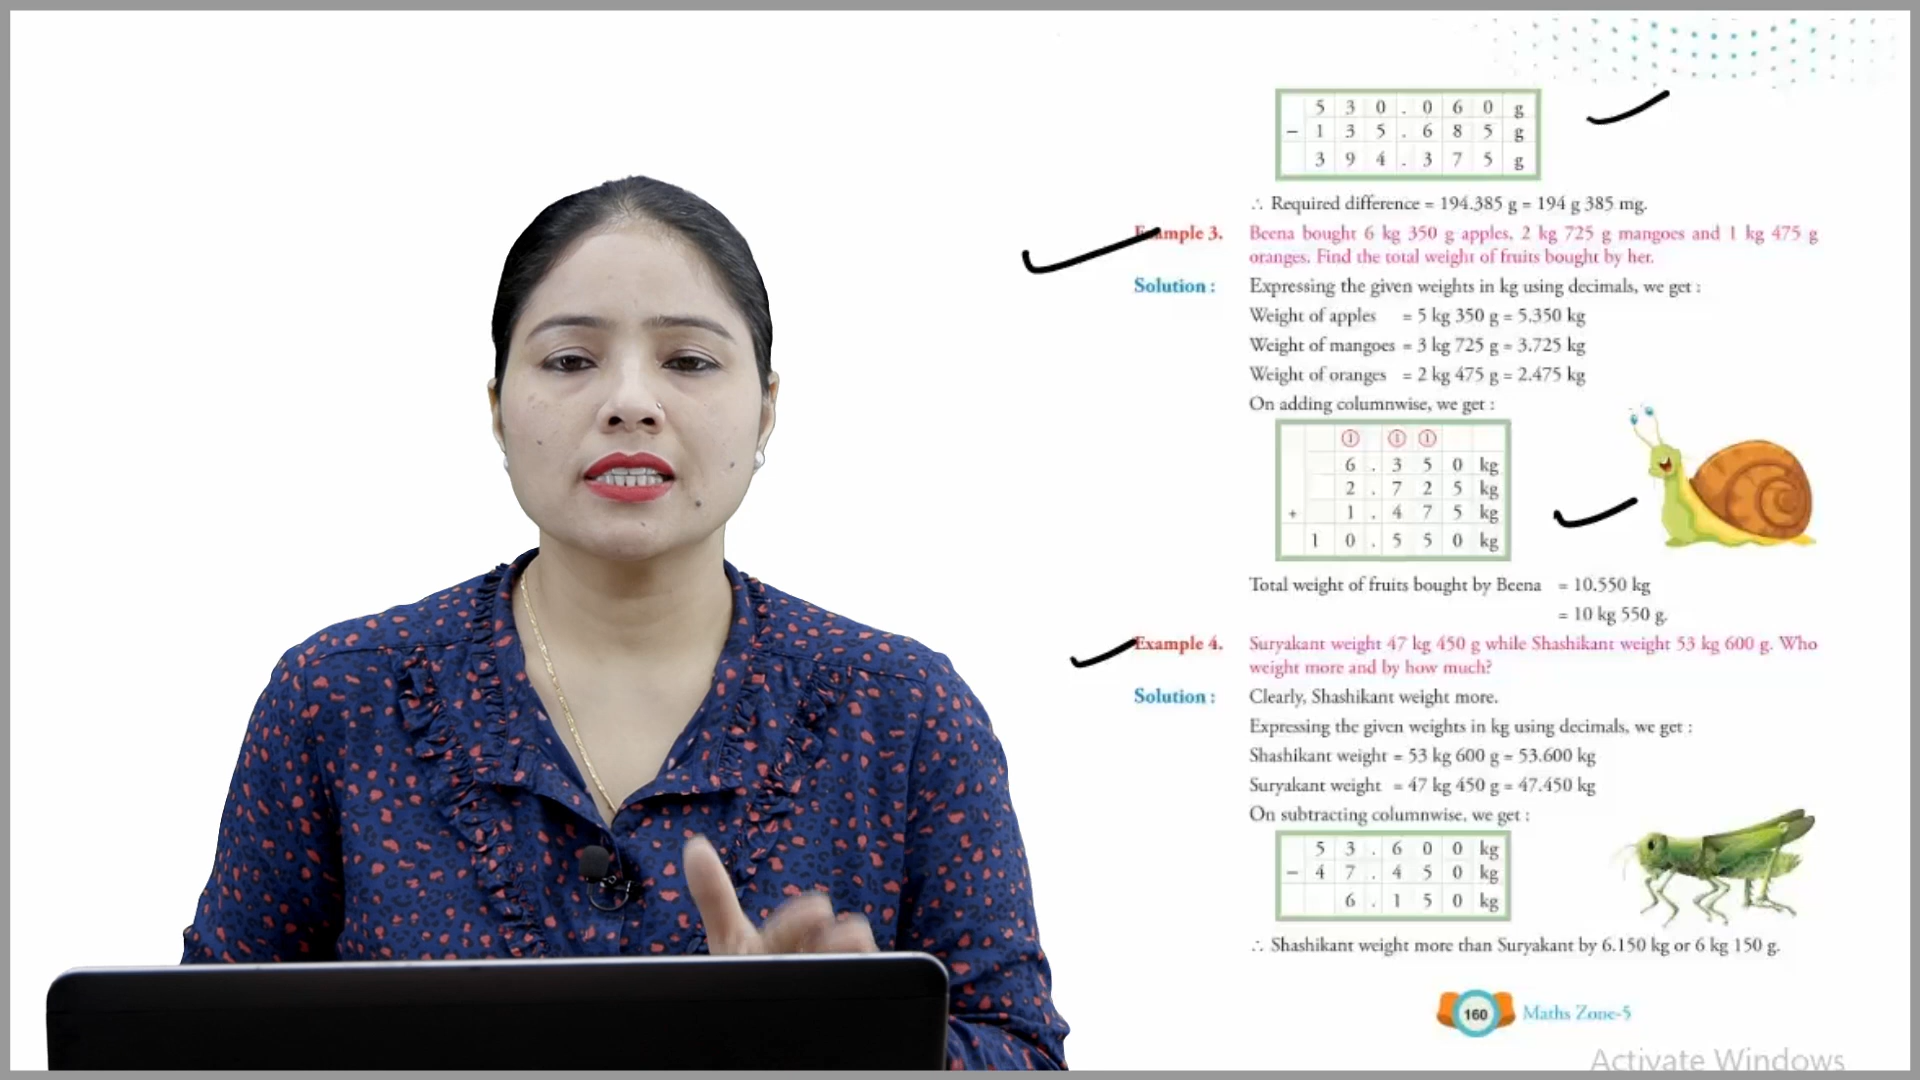 5 3 0 . 0 6 0 g
− 1 3 5 . 6 8 5 g
3 9 4 . 3 7 5 g
∴ Required difference = 194.385 g = 194 g 385 mg.
Example 3. Beena bought 6 kg 350 g apples, 2 kg 725 g mangoes and 1 kg 475 g
oranges. Find the total weight of fruits bought by her.
Solution : Expressing the given weights in kg using decimals, we get :
Weight of apples = 5 kg 350 g = 5.350 kg
Weight of mangoes = 3 kg 725 g = 3.725 kg
Weight of oranges = 2 kg 475 g = 2.475 kg
On adding columnwise, we get :
① ① ①
6 . 3 5 0 kg
2 . 7 2 5 kg
+ 1 . 4 7 5 kg
1 0 . 5 5 0 kg
Total weight of fruits bought by Beena = 10.550 kg
= 10 kg 550 g.
Example 4. Suryakant weight 47 kg 450 g while Shashikant weight 53 kg 600 g. Who
weight more and by how much?
Solution : Clearly, Shashikant weight more.
Expressing the given weights in kg using decimals, we get :
Shashikant weight = 53 kg 600 g = 53.600 kg
Suryakant weight = 47 kg 450 g = 47.450 kg
On subtracting columnwise, we get :
5 3 . 6 0 0 kg
− 4 7 . 4 5 0 kg
6 . 1 5 0 kg
∴ Shashikant weight more than Suryakant by 6.150 kg or 6 kg 150 g.
160 Maths Zone-5
Activate Windows